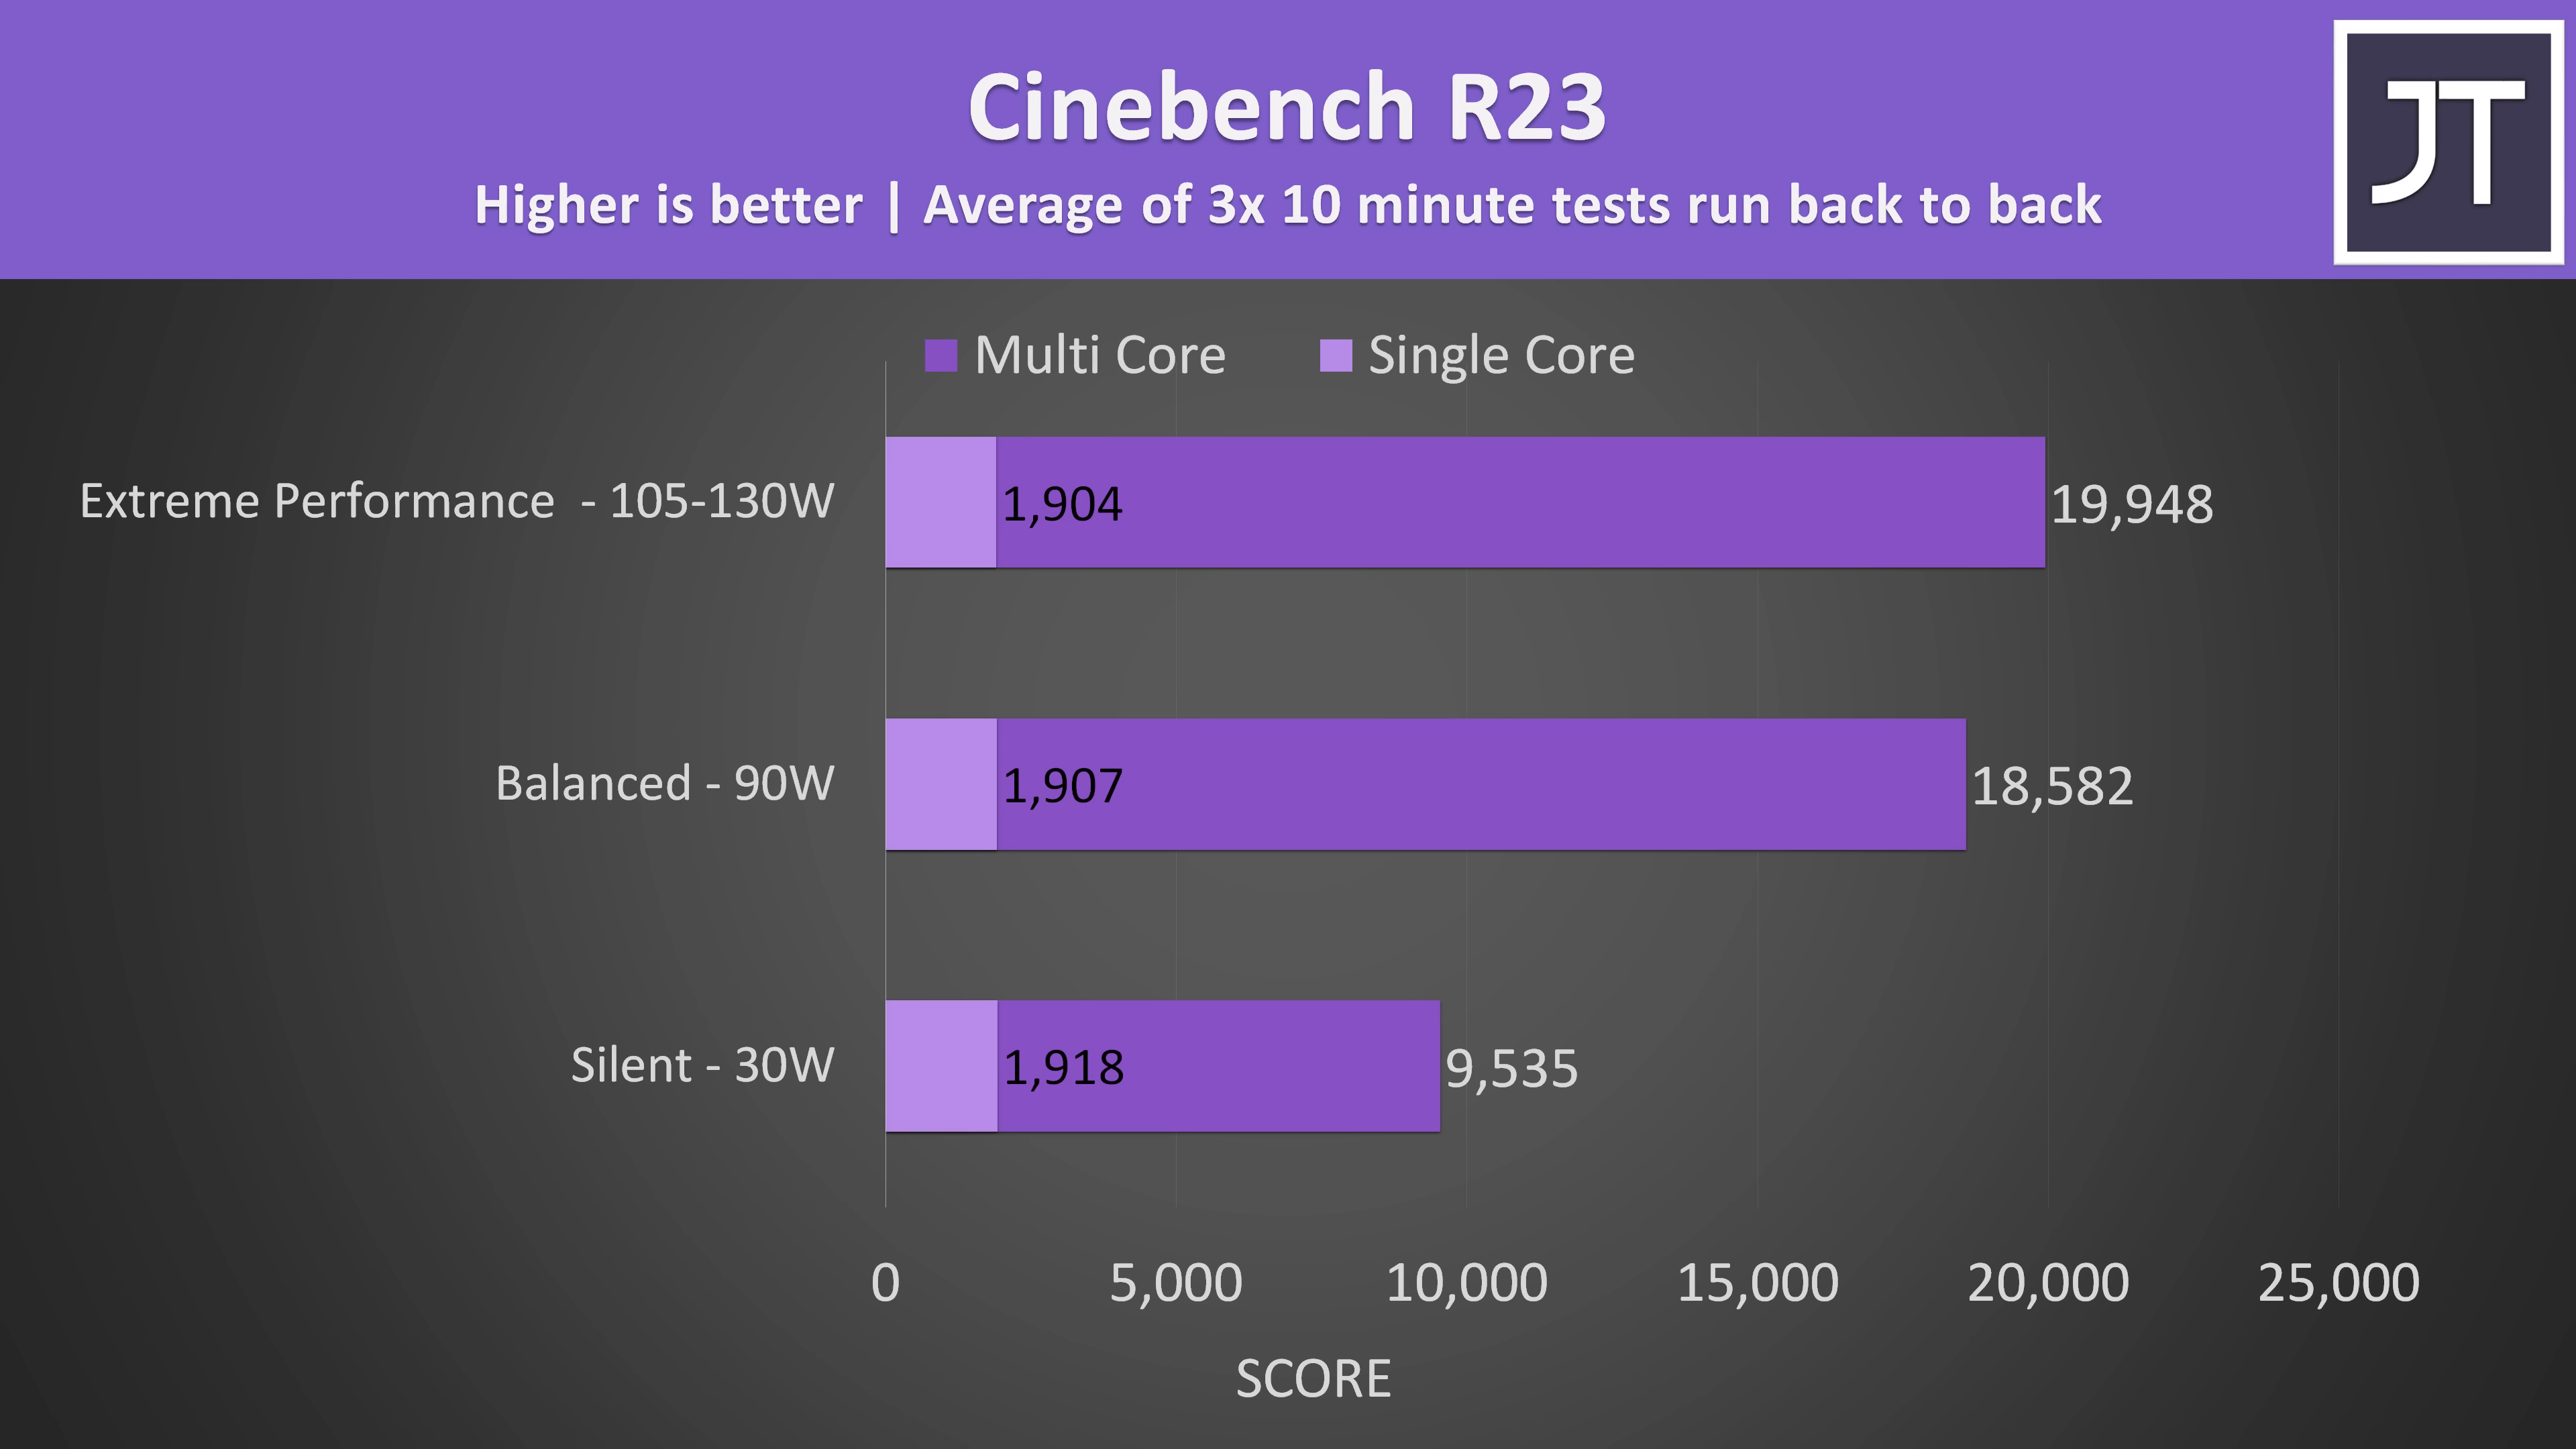 Cinebench R23
Higher is better | Average of 3x 10 minute tests run back to back
JT
Multi Core Single Core
Extreme Performance - 105-130W 1,904 19,948
Balanced - 90W 1,907 18,582
Silent - 30W 1,918 9,535
0 5,000 10,000 15,000 20,000 25,000
SCORE